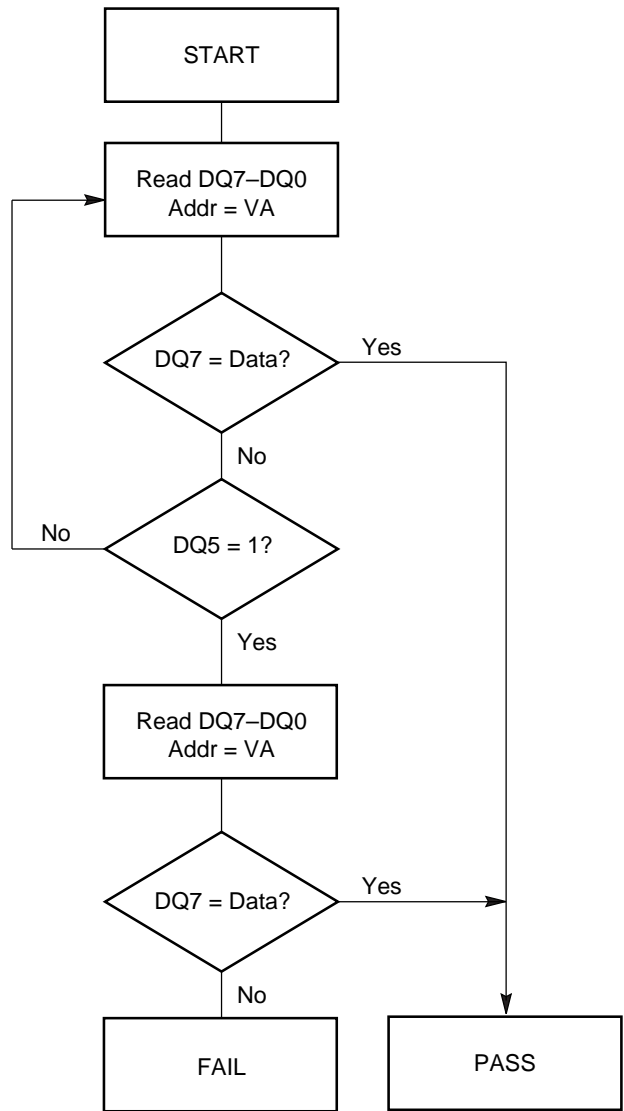 START
Read DQ7–DQ0
Addr = VA
DQ7 = Data?
Yes
No
No
DQ5 = 1?
Yes
Read DQ7–DQ0
Addr = VA
DQ7 = Data?
Yes
No
FAIL
PASS